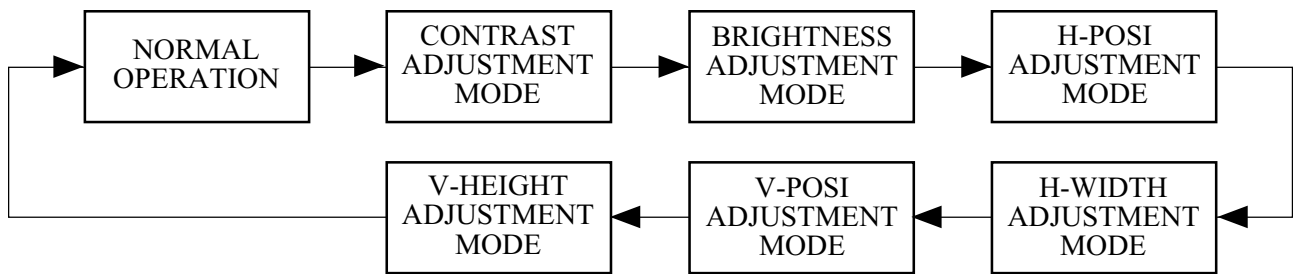 NORMAL
OPERATION
CONTRAST
ADJUSTMENT
MODE
BRIGHTNESS
ADJUSTMENT
MODE
H-POSI
ADJUSTMENT
MODE
H-WIDTH
ADJUSTMENT
MODE
V-POSI
ADJUSTMENT
MODE
V-HEIGHT
ADJUSTMENT
MODE